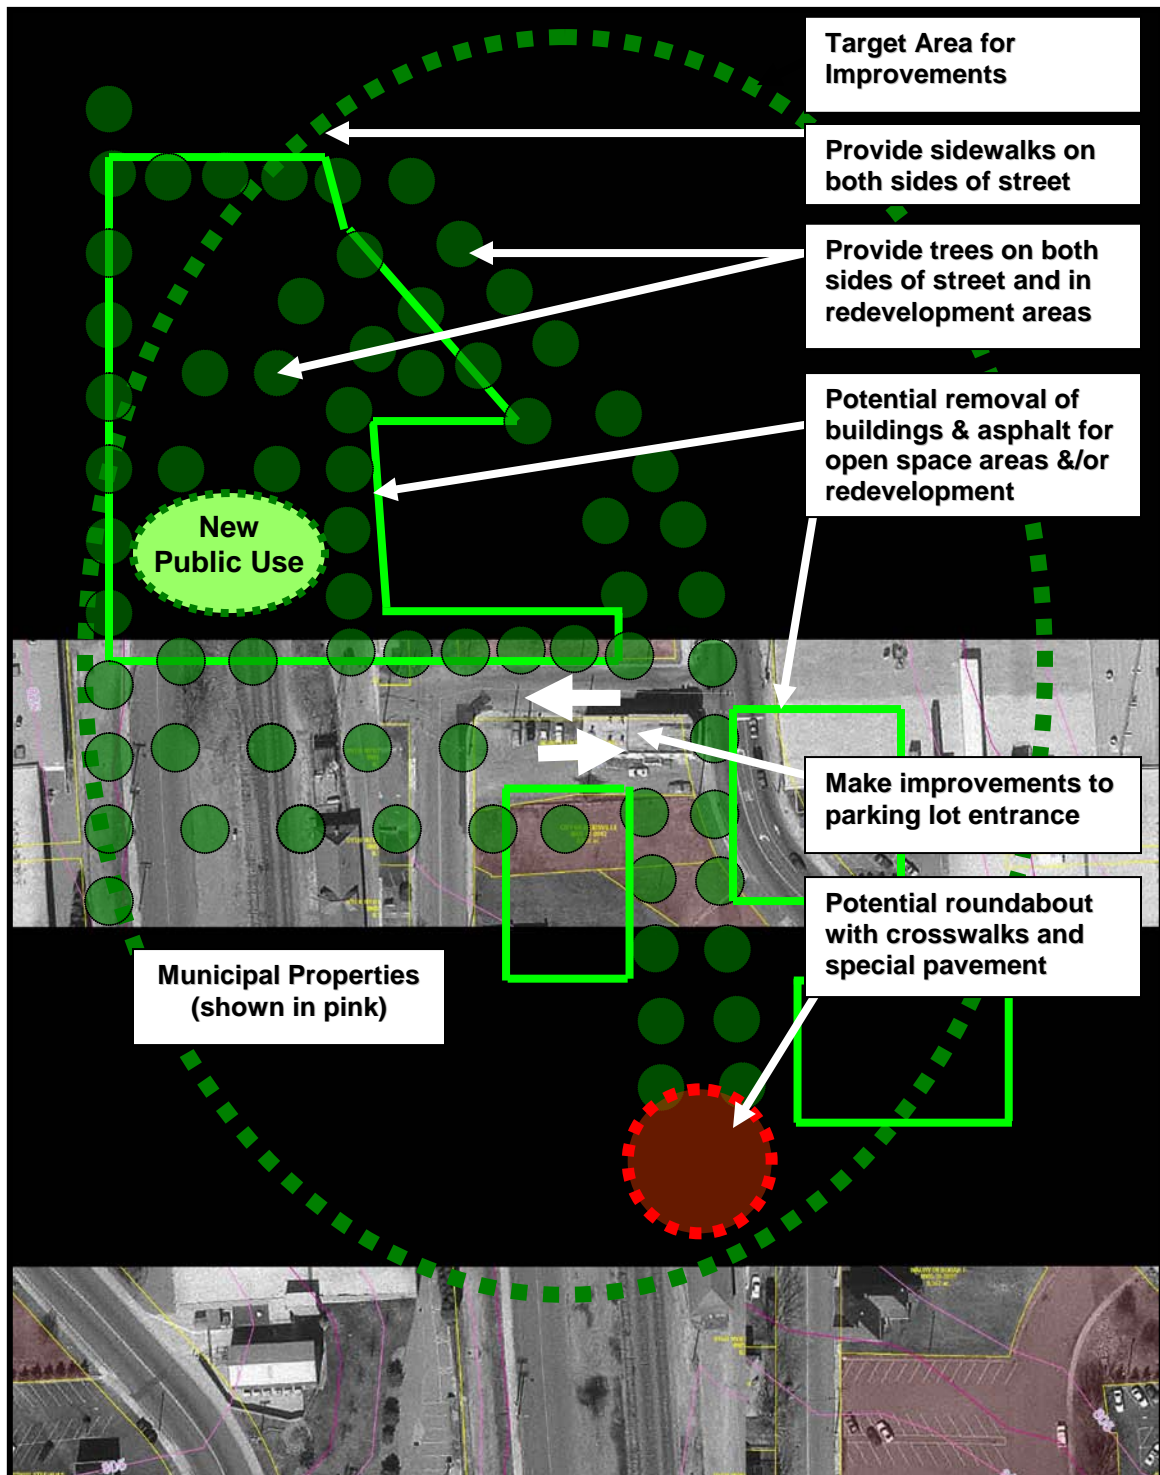 Target Area for
Improvements
Provide sidewalks on
both sides of street
Provide trees on both
sides of street and in
redevelopment areas
Potential removal of
buildings & asphalt for
open space areas &/or
redevelopment
New
Public Use
Make improvements to
parking lot entrance
Potential roundabout
with crosswalks and
special pavement
Municipal Properties
(shown in pink)